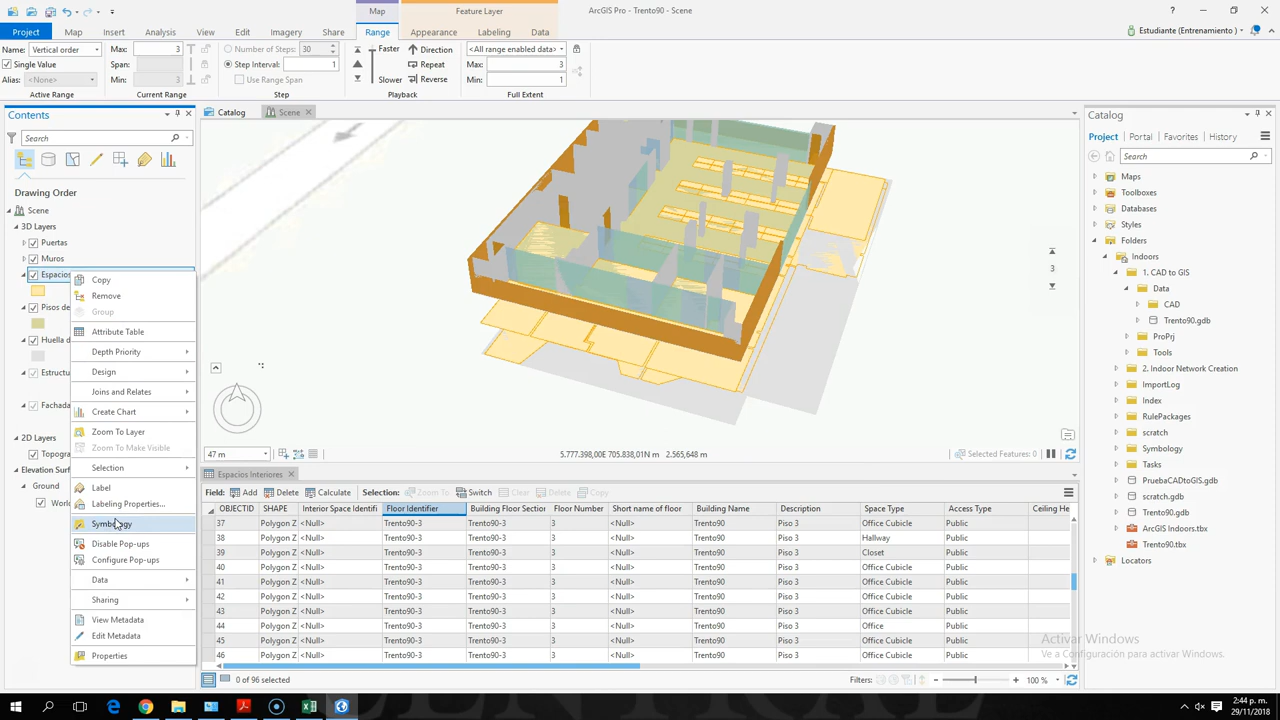 Map
Feature Layer
ArcGIS Pro - Trento90 - Scene
Project
Map
Insert
Analysis
View
Edit
Imagery
Share
Range
Appearance
Labeling
Data
Estudiante (Entrenamiento)
Name: Vertical order
Max: 3
Faster
Direction
Number of Steps: 30
<All range enabled data>
Single Value
Span:
Repeat
Step Interval: 1
Max: 3
Alias: <None>
Min: 3
Slower
Reverse
Use Range Span
Min: 1
Active Range
Current Range
Step
Playback
Full Extent
Contents
Search
Drawing Order
Scene
3D Layers
Puertas
Muros
Espacios
Pisos de
Huella d
Estructu
Fachada
2D Layers
Topogra
Elevation Surf
Ground
Worl
Copy
Remove
Group
Attribute Table
Depth Priority
Design
Joins and Relates
Create Chart
Zoom To Layer
Zoom To Make Visible
Selection
Label
Labeling Properties...
Symbology
Disable Pop-ups
Configure Pop-ups
Data
Sharing
View Metadata
Edit Metadata
Properties
Catalog
Scene
3
47 m
5.777.398,00E 705.838,01N m 2.565,648 m
Selected Features: 0
Espacios Interiores
Field: Add Delete Calculate Selection: Zoom To Switch Clear Delete Copy
OBJECTID SHAPE Interior Space Identifi Floor Identifier Building Floor Section Floor Number Short name of floor Building Name Description Space Type Access Type Ceiling He
37 Polygon Z <Null> Trento90-3 Trento90-3 3 <Null> Trento90 Piso 3 Office Cubicle Public
38 Polygon Z <Null> Trento90-3 Trento90-3 3 <Null> Trento90 Piso 3 Hallway Public
39 Polygon Z <Null> Trento90-3 Trento90-3 3 <Null> Trento90 Piso 3 Closet Public
40 Polygon Z <Null> Trento90-3 Trento90-3 3 <Null> Trento90 Piso 3 Office Cubicle Public
41 Polygon Z <Null> Trento90-3 Trento90-3 3 <Null> Trento90 Piso 3 Office Cubicle Public
42 Polygon Z <Null> Trento90-3 Trento90-3 3 <Null> Trento90 Piso 3 Office Cubicle Public
43 Polygon Z <Null> Trento90-3 Trento90-3 3 <Null> Trento90 Piso 3 Office Cubicle Public
44 Polygon Z <Null> Trento90-3 Trento90-3 3 <Null> Trento90 Piso 3 Office Public
45 Polygon Z <Null> Trento90-3 Trento90-3 3 <Null> Trento90 Piso 3 Office Cubicle Public
46 Polygon Z <Null> Trento90-3 Trento90-3 3 <Null> Trento90 Piso 3 Office Cubicle Public
0 of 96 selected
Filters:
100 %
Catalog
Project
Portal
Favorites
History
Search
Maps
Toolboxes
Databases
Styles
Folders
Indoors
1. CAD to GIS
Data
CAD
Trento90.gdb
ProPrj
Tools
2. Indoor Network Creation
ImportLog
Index
RulePackages
scratch
Symbology
Tasks
PruebaCADtoGIS.gdb
scratch.gdb
Trento90.gdb
ArcGIS Indoors.tbx
Trento90.tbx
Locators
Activar Windows
Ve a Configuración para activar Windows.
2:44 p. m.
29/11/2018